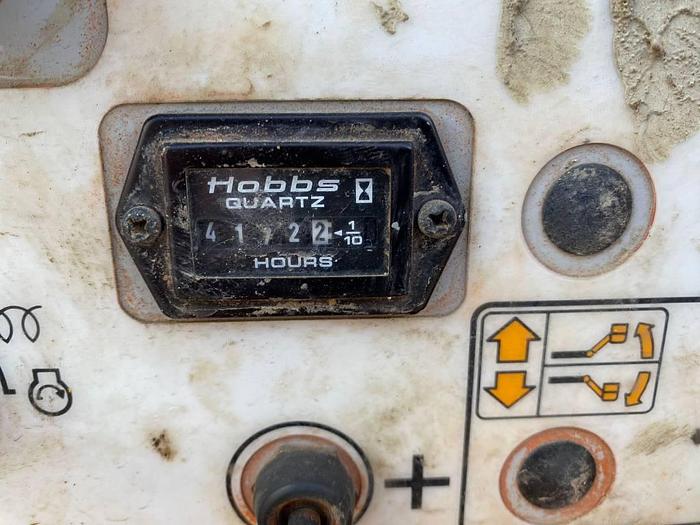 Hobbs
QUARTZ
4 1 7 2 2 1/10
HOURS
+